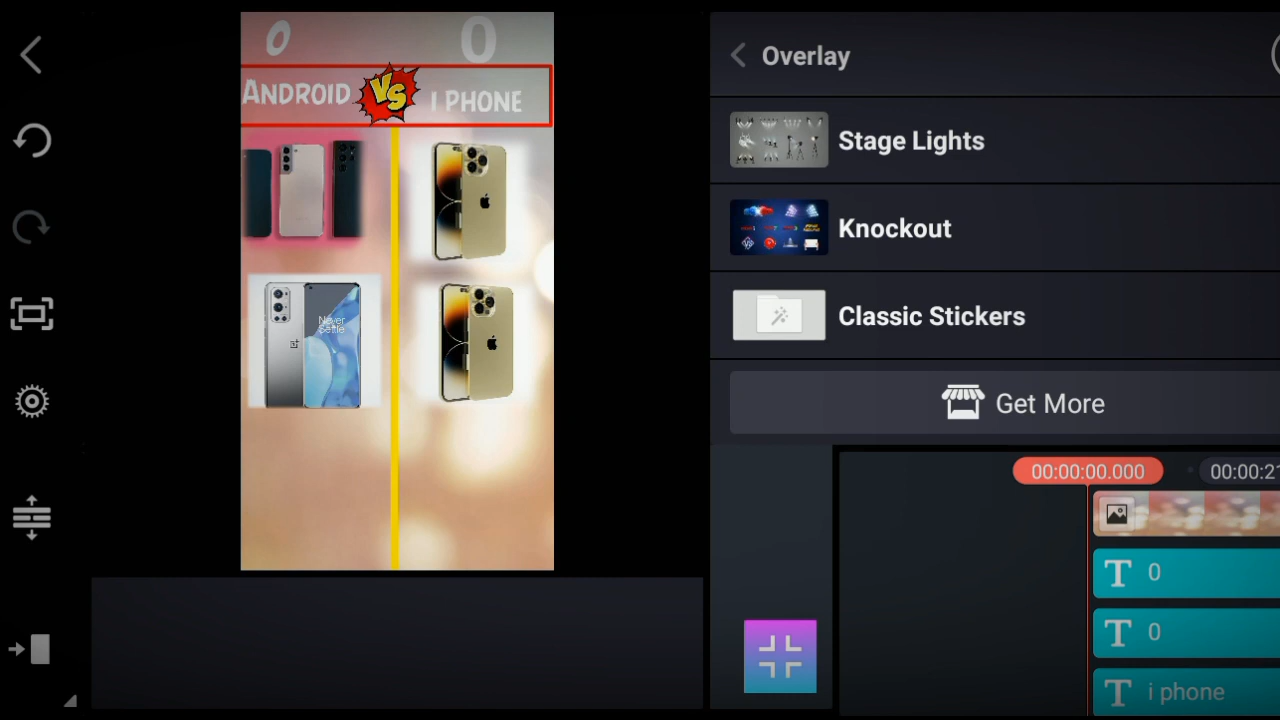 0
0
ANDROID
VS
I PHONE
Never
Settle
Overlay
Stage Lights
Knockout
Classic Stickers
Get More
00:00:00.000
00:00:21
T 0
T 0
T i phone